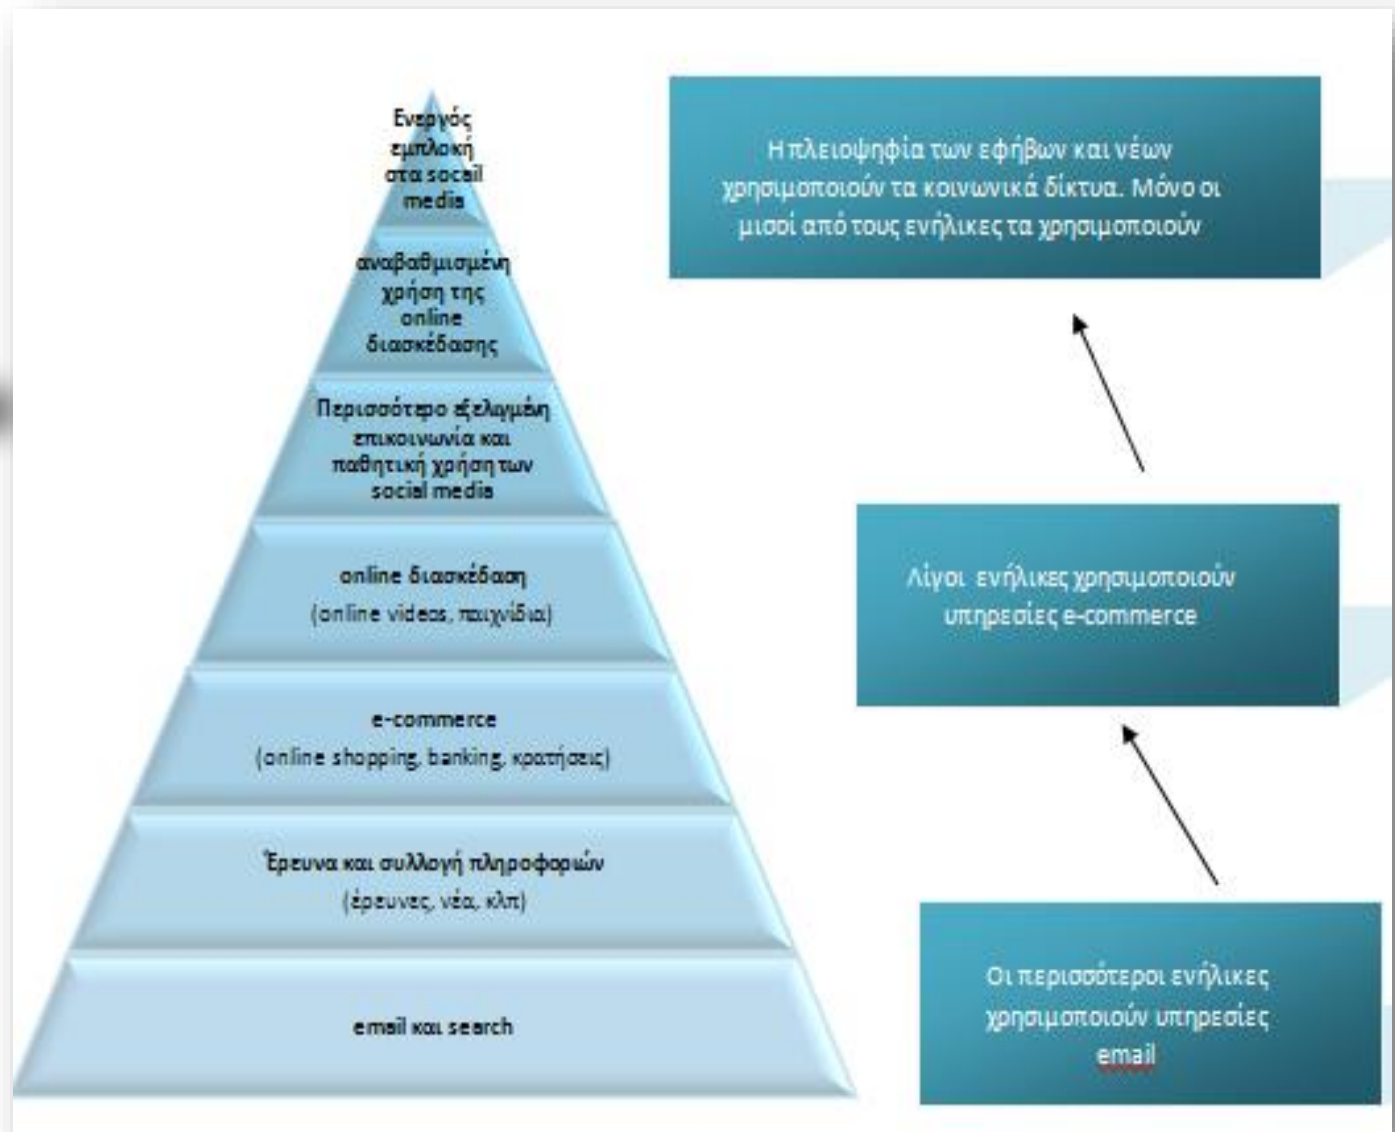 Ενεργός
εμπλοκή
στα socail
media
αναβαθμισμένη
χρήση της
online
διασκέδασης
Περισσότερο εξελιγμένη
επικοινωνία και
παθητική χρήση των
social media
online διασκέδαση
(online videos, παιχνίδια)
e-commerce
(online shopping, banking, κρατήσεις)
Έρευνα και συλλογή πληροφοριών
(έρευνες, νέα, κλπ)
email και search
Η πλειοψηφία των εφήβων και νέων
χρησιμοποιούν τα κοινωνικά δίκτυα. Μόνο οι
μισοί από τους ενήλικες τα χρησιμοποιούν
Λίγοι ενήλικες χρησιμοποιούν
υπηρεσίες e-commerce
Οι περισσότεροι ενήλικες
χρησιμοποιούν υπηρεσίες
email